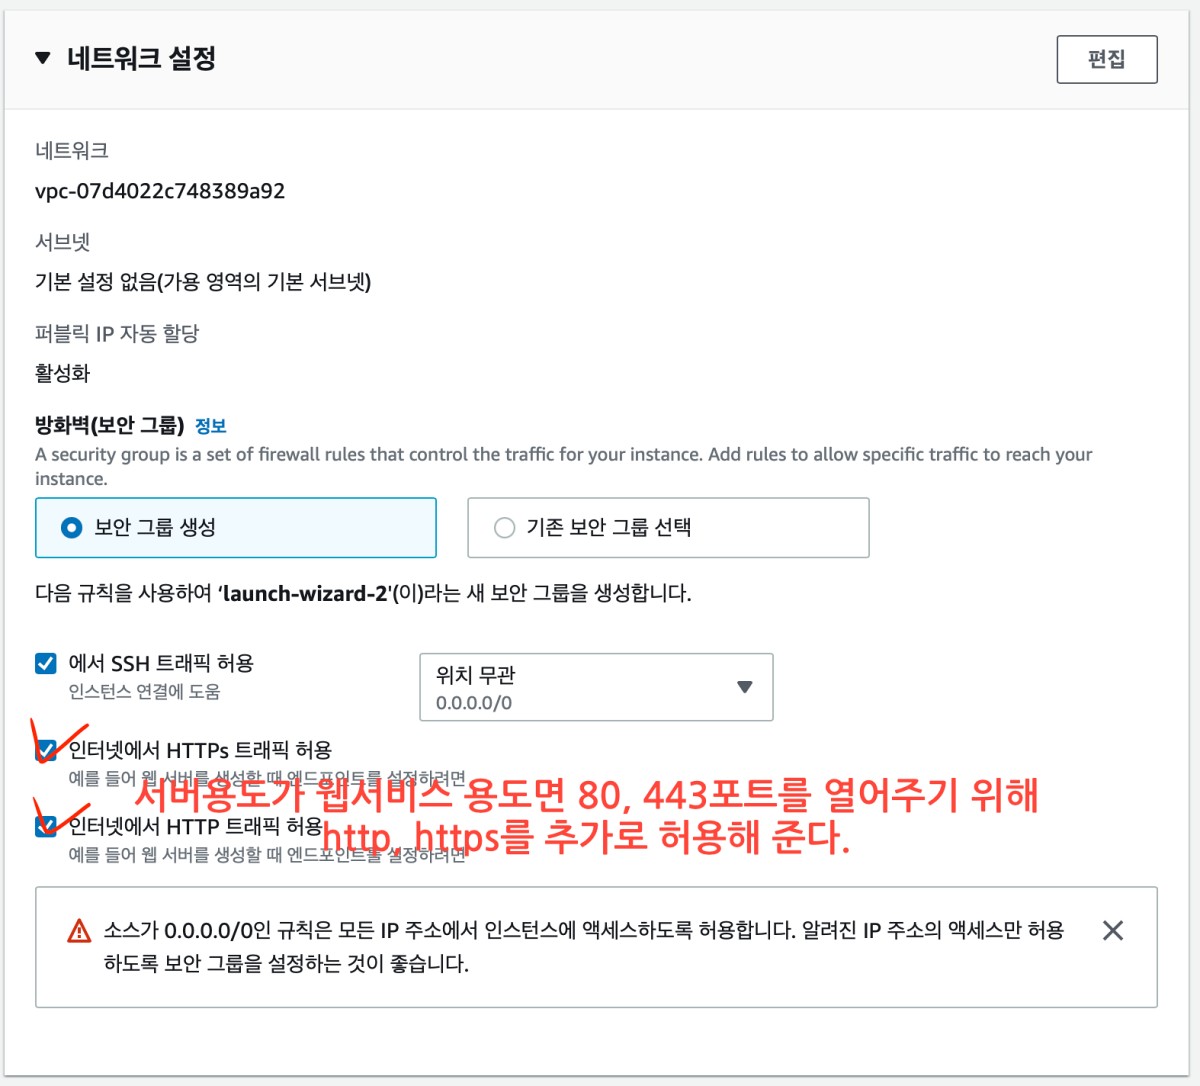 네트워크 설정
편집
네트워크
vpc-07d4022c748389a92
서브넷
기본 설정 없음(가용 영역의 기본 서브넷)
퍼블릭 IP 자동 할당
활성화
방화벽(보안 그룹) 정보
A security group is a set of firewall rules that control the traffic for your instance. Add rules to allow specific traffic to reach your
instance.
보안 그룹 생성
기존 보안 그룹 선택
다음 규칙을 사용하여 ‘launch-wizard-2'(이)라는 새 보안 그룹을 생성합니다.
에서 SSH 트래픽 허용
인스턴스 연결에 도움
위치 무관
0.0.0.0/0
인터넷에서 HTTPs 트래픽 허용
예를 들어 웹 서버를 생성할 때 엔드포인트를 설정하려면
서버용도가 웹서비스 용도면 80, 443포트를 열어주기 위해
인터넷에서 HTTP 트래픽 허용
http, https를 추가로 허용해 준다.
예를 들어 웹 서버를 생성할 때 엔드포인트를 설정하려면
소스가 0.0.0.0/0인 규칙은 모든 IP 주소에서 인스턴스에 액세스하도록 허용합니다. 알려진 IP 주소의 액세스만 허용
하도록 보안 그룹을 설정하는 것이 좋습니다.